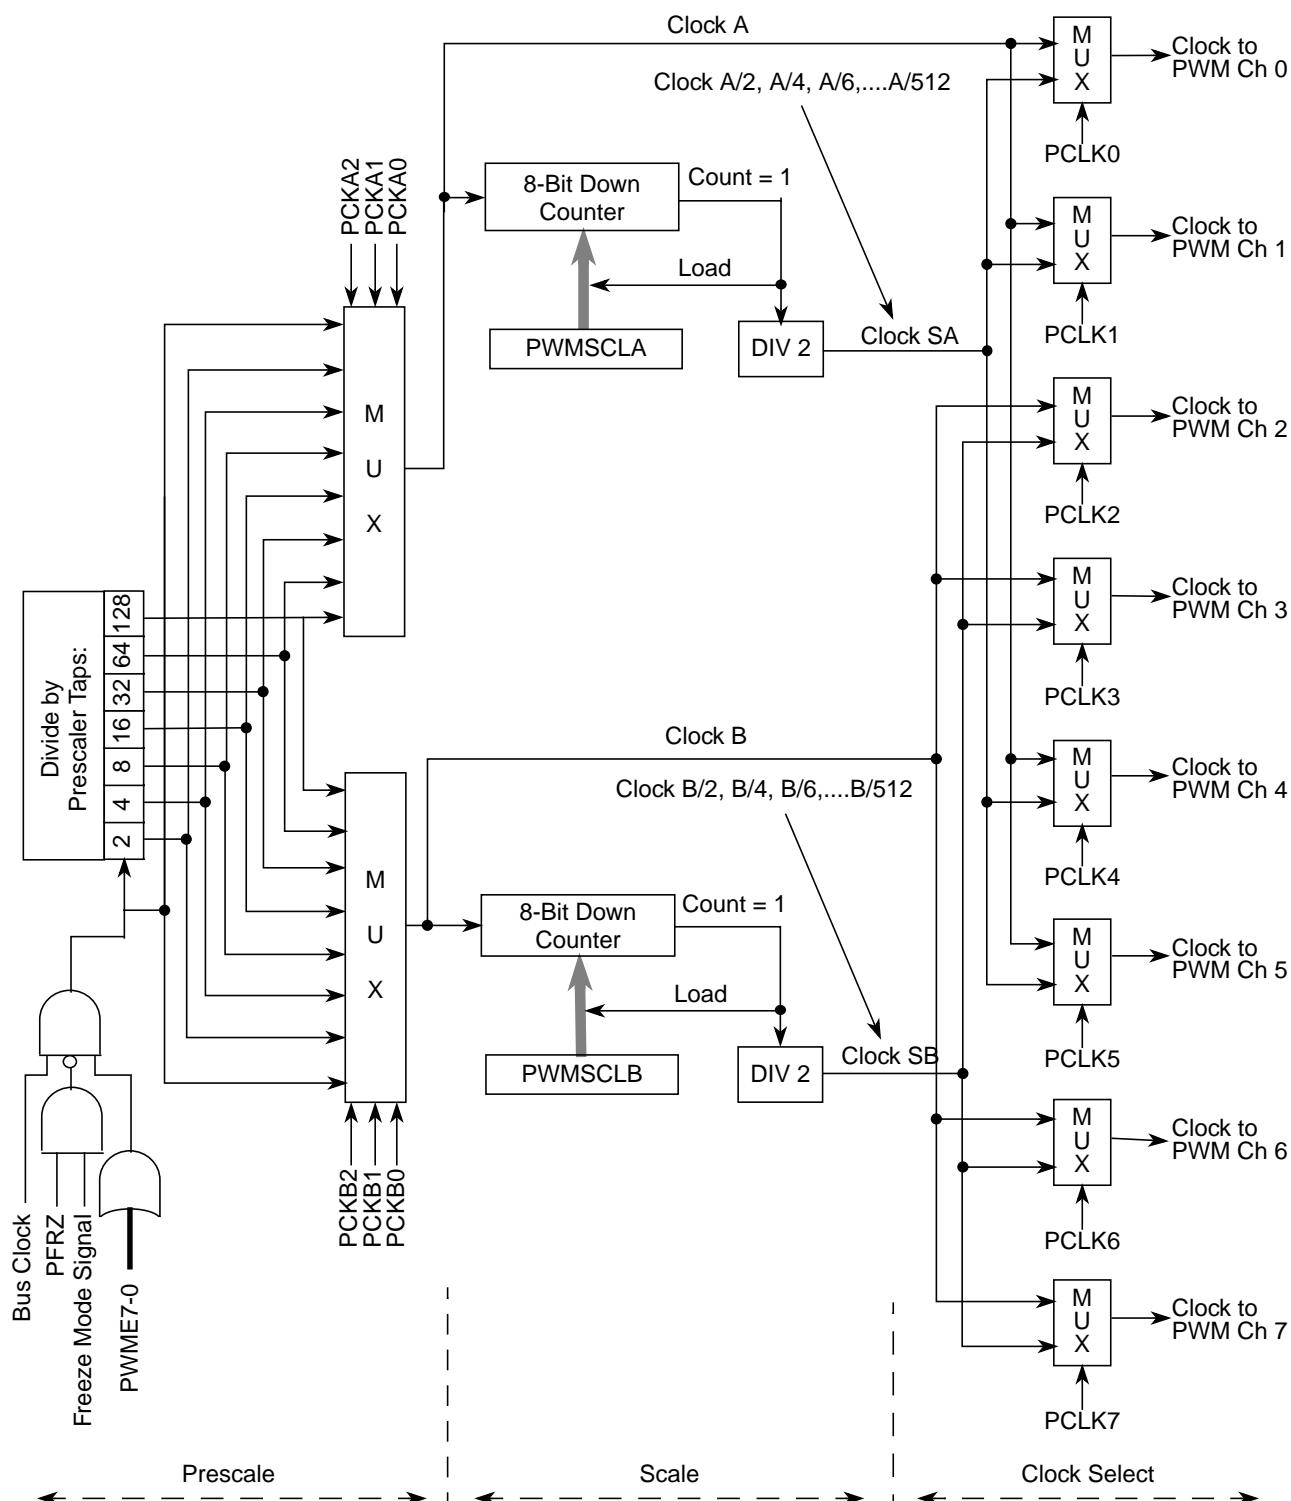 Clock A
M
U
X
Clock to
PWM Ch 0
Clock A/2, A/4, A/6,....A/512
PCLK0
PCKA2
PCKA1
PCKA0
8-Bit Down
Counter
Count = 1
M
U
X
Clock to
PWM Ch 1
Load
PWMSCLA
DIV 2
Clock SA
PCLK1
M
U
X
M
U
X
Clock to
PWM Ch 2
PCLK2
M
U
X
Clock to
PWM Ch 3
PCLK3
Divide by
Prescaler Taps:
128
64
32
16
8
4
2
Clock B
M
U
X
Clock to
PWM Ch 4
Clock B/2, B/4, B/6,....B/512
PCLK4
M
U
X
8-Bit Down
Counter
Count = 1
M
U
X
Clock to
PWM Ch 5
Load
PWMSCLB
DIV 2
Clock SB
PCLK5
M
U
X
Clock to
PWM Ch 6
PCKB2
PCKB1
PCKB0
PCLK6
Bus Clock
PFRZ
Freeze Mode Signal
PWME7-0
M
U
X
Clock to
PWM Ch 7
PCLK7
Prescale
Scale
Clock Select